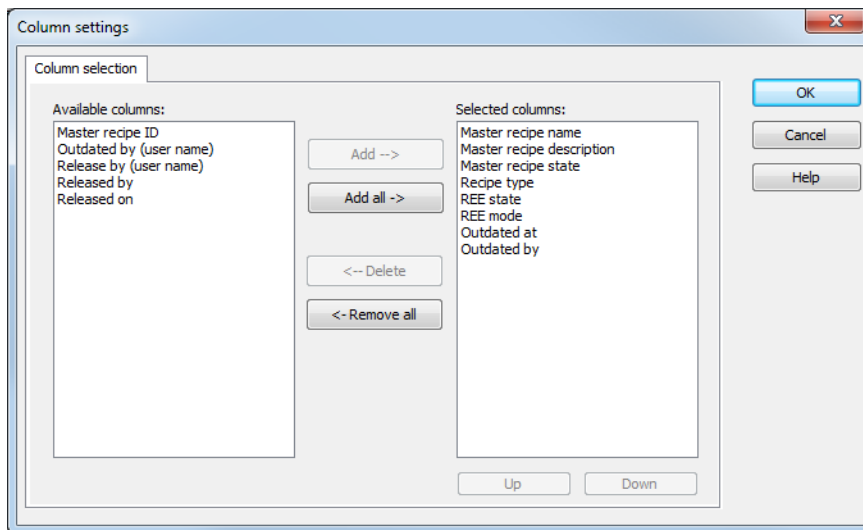 Column settings
Column selection
Available columns:
Master recipe ID
Outdated by (user name)
Release by (user name)
Released by
Released on
Add -->
Add all ->
<-- Delete
<- Remove all
Selected columns:
Master recipe name
Master recipe description
Master recipe state
Recipe type
REE state
REE mode
Outdated at
Outdated by
Up
Down
OK
Cancel
Help